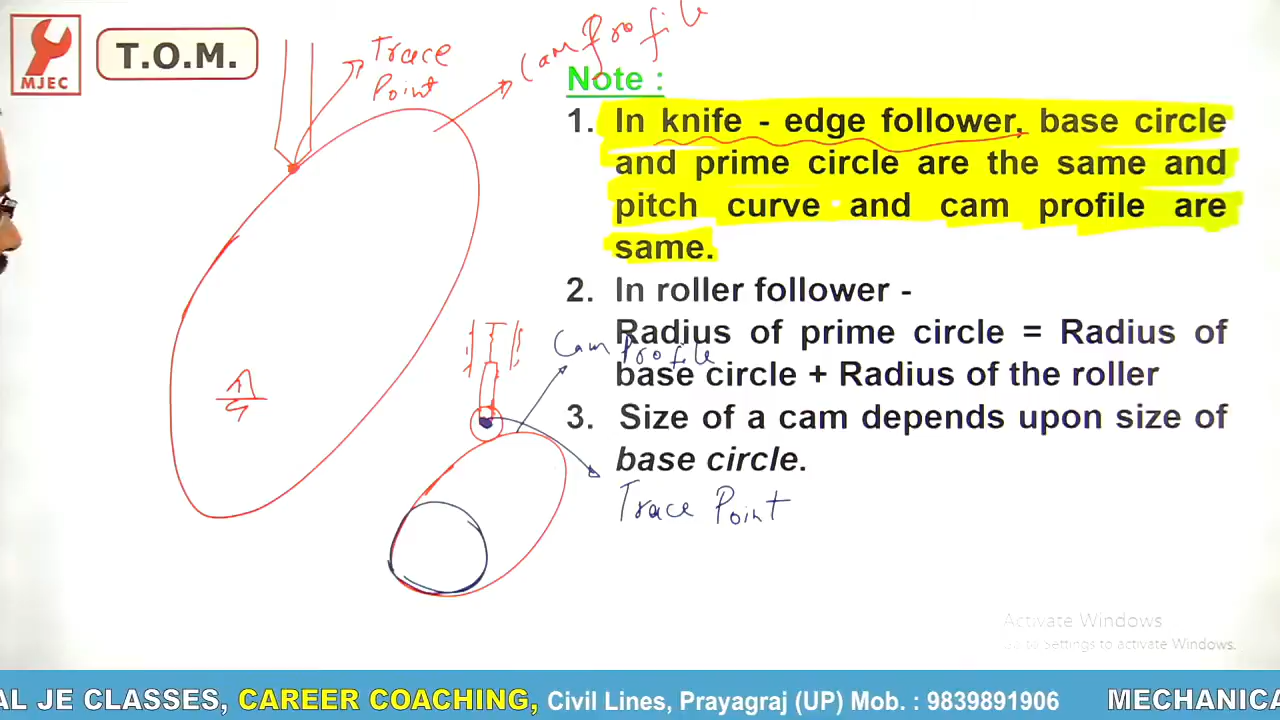 MJEC
T.O.M.
Trace
Point
Cam Profile
Note :
1. In knife - edge follower, base circle
and prime circle are the same and
pitch curve and cam profile are
same.
2. In roller follower -
Radius of prime circle = Radius of
base circle + Radius of the roller
Cam Profile
3. Size of a cam depends upon size of
base circle.
Trace Point
Activate Windows
Go to Settings to activate Windows.
AL JE CLASSES, CAREER COACHING, Civil Lines, Prayagraj (UP) Mob. : 9839891906 MECHANICA